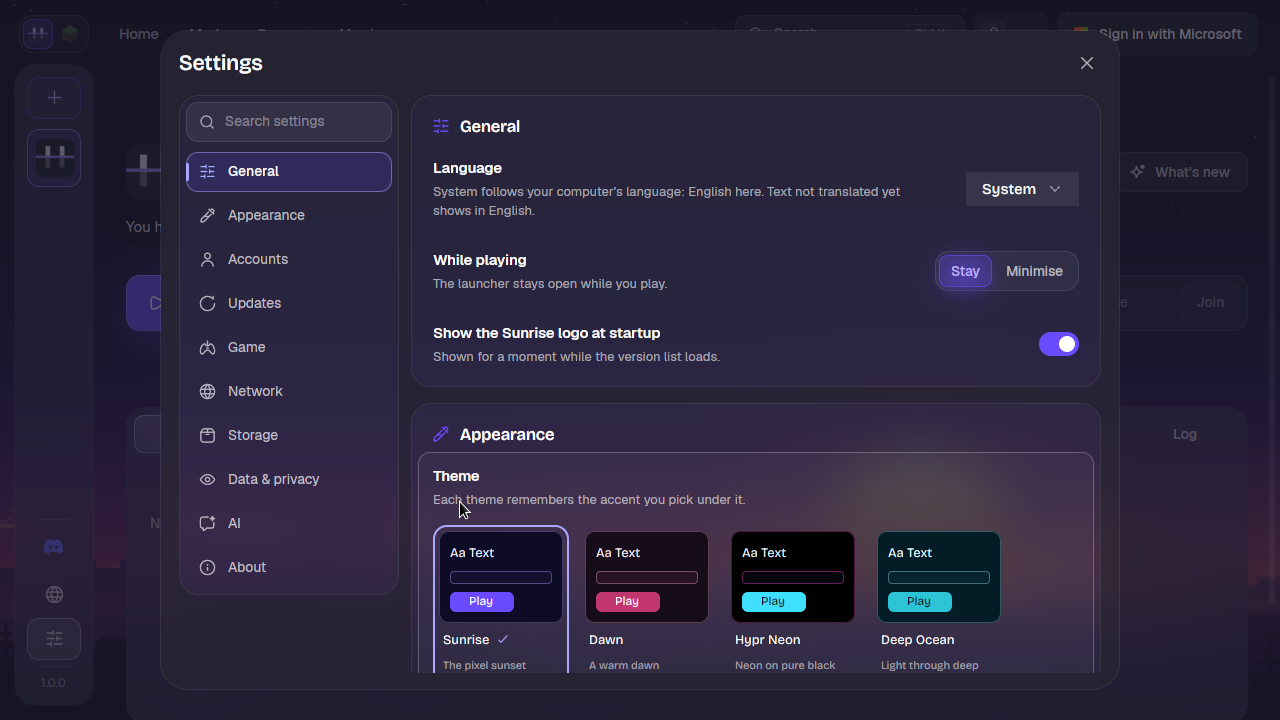 Home
Sign in with Microsoft
Settings
Search settings
General
Appearance
Accounts
Updates
Game
Network
Storage
Data & privacy
AI
About
General
Language
System follows your computer's language: English here. Text not translated yet
shows in English.
System
While playing
The launcher stays open while you play.
Stay
Minimise
Show the Sunrise logo at startup
Shown for a moment while the version list loads.
Appearance
Theme
Each theme remembers the accent you pick under it.
Aa Text
Play
Sunrise
The pixel sunset
Aa Text
Play
Dawn
A warm dawn
Aa Text
Play
Hypr Neon
Neon on pure black
Aa Text
Play
Deep Ocean
Light through deep
What's new
Join
Log
1.0.0